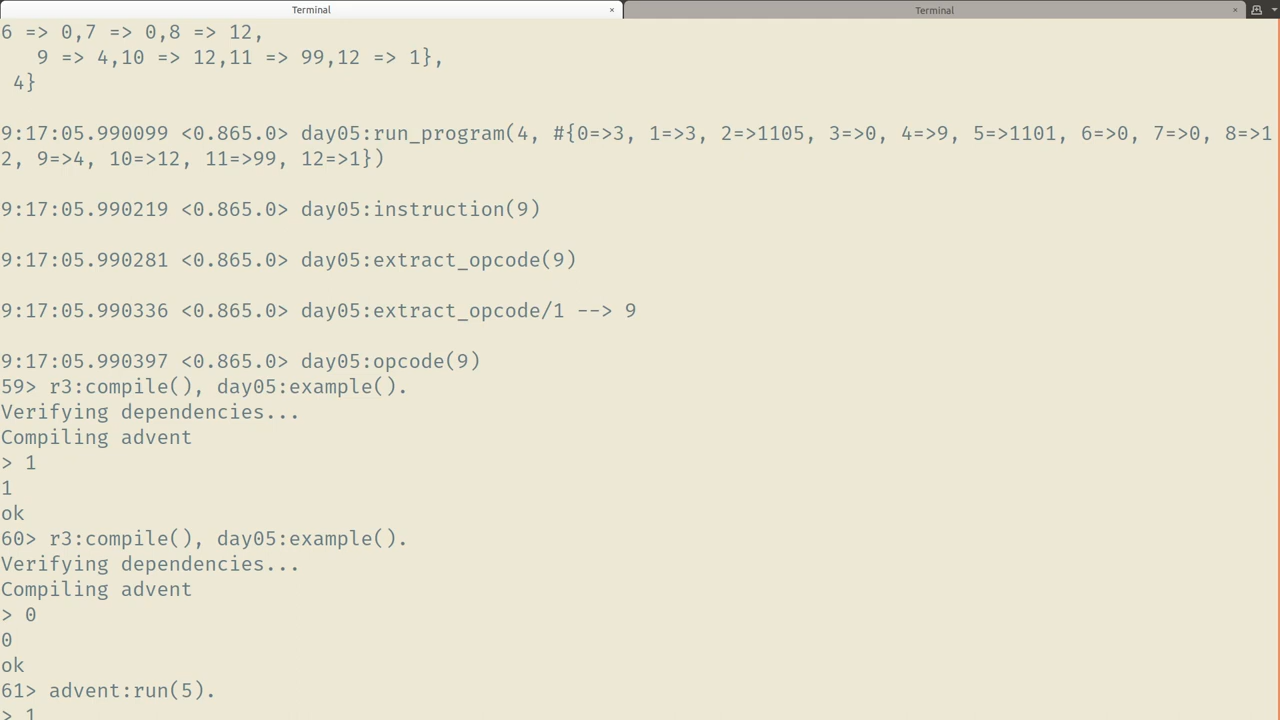 Terminal × Terminal ×
6 => 0,7 => 0,8 => 12,
9 => 4,10 => 12,11 => 99,12 => 1},
4}
9:17:05.990099 <0.865.0> day05:run_program(4, #{0=>3, 1=>3, 2=>1105, 3=>0, 4=>9, 5=>1101, 6=>0, 7=>0, 8=>1
2, 9=>4, 10=>12, 11=>99, 12=>1})
9:17:05.990219 <0.865.0> day05:instruction(9)
9:17:05.990281 <0.865.0> day05:extract_opcode(9)
9:17:05.990336 <0.865.0> day05:extract_opcode/1 --> 9
9:17:05.990397 <0.865.0> day05:opcode(9)
59> r3:compile(), day05:example().
Verifying dependencies...
Compiling advent
> 1
1
ok
60> r3:compile(), day05:example().
Verifying dependencies...
Compiling advent
> 0
0
ok
61> advent:run(5).
> 1